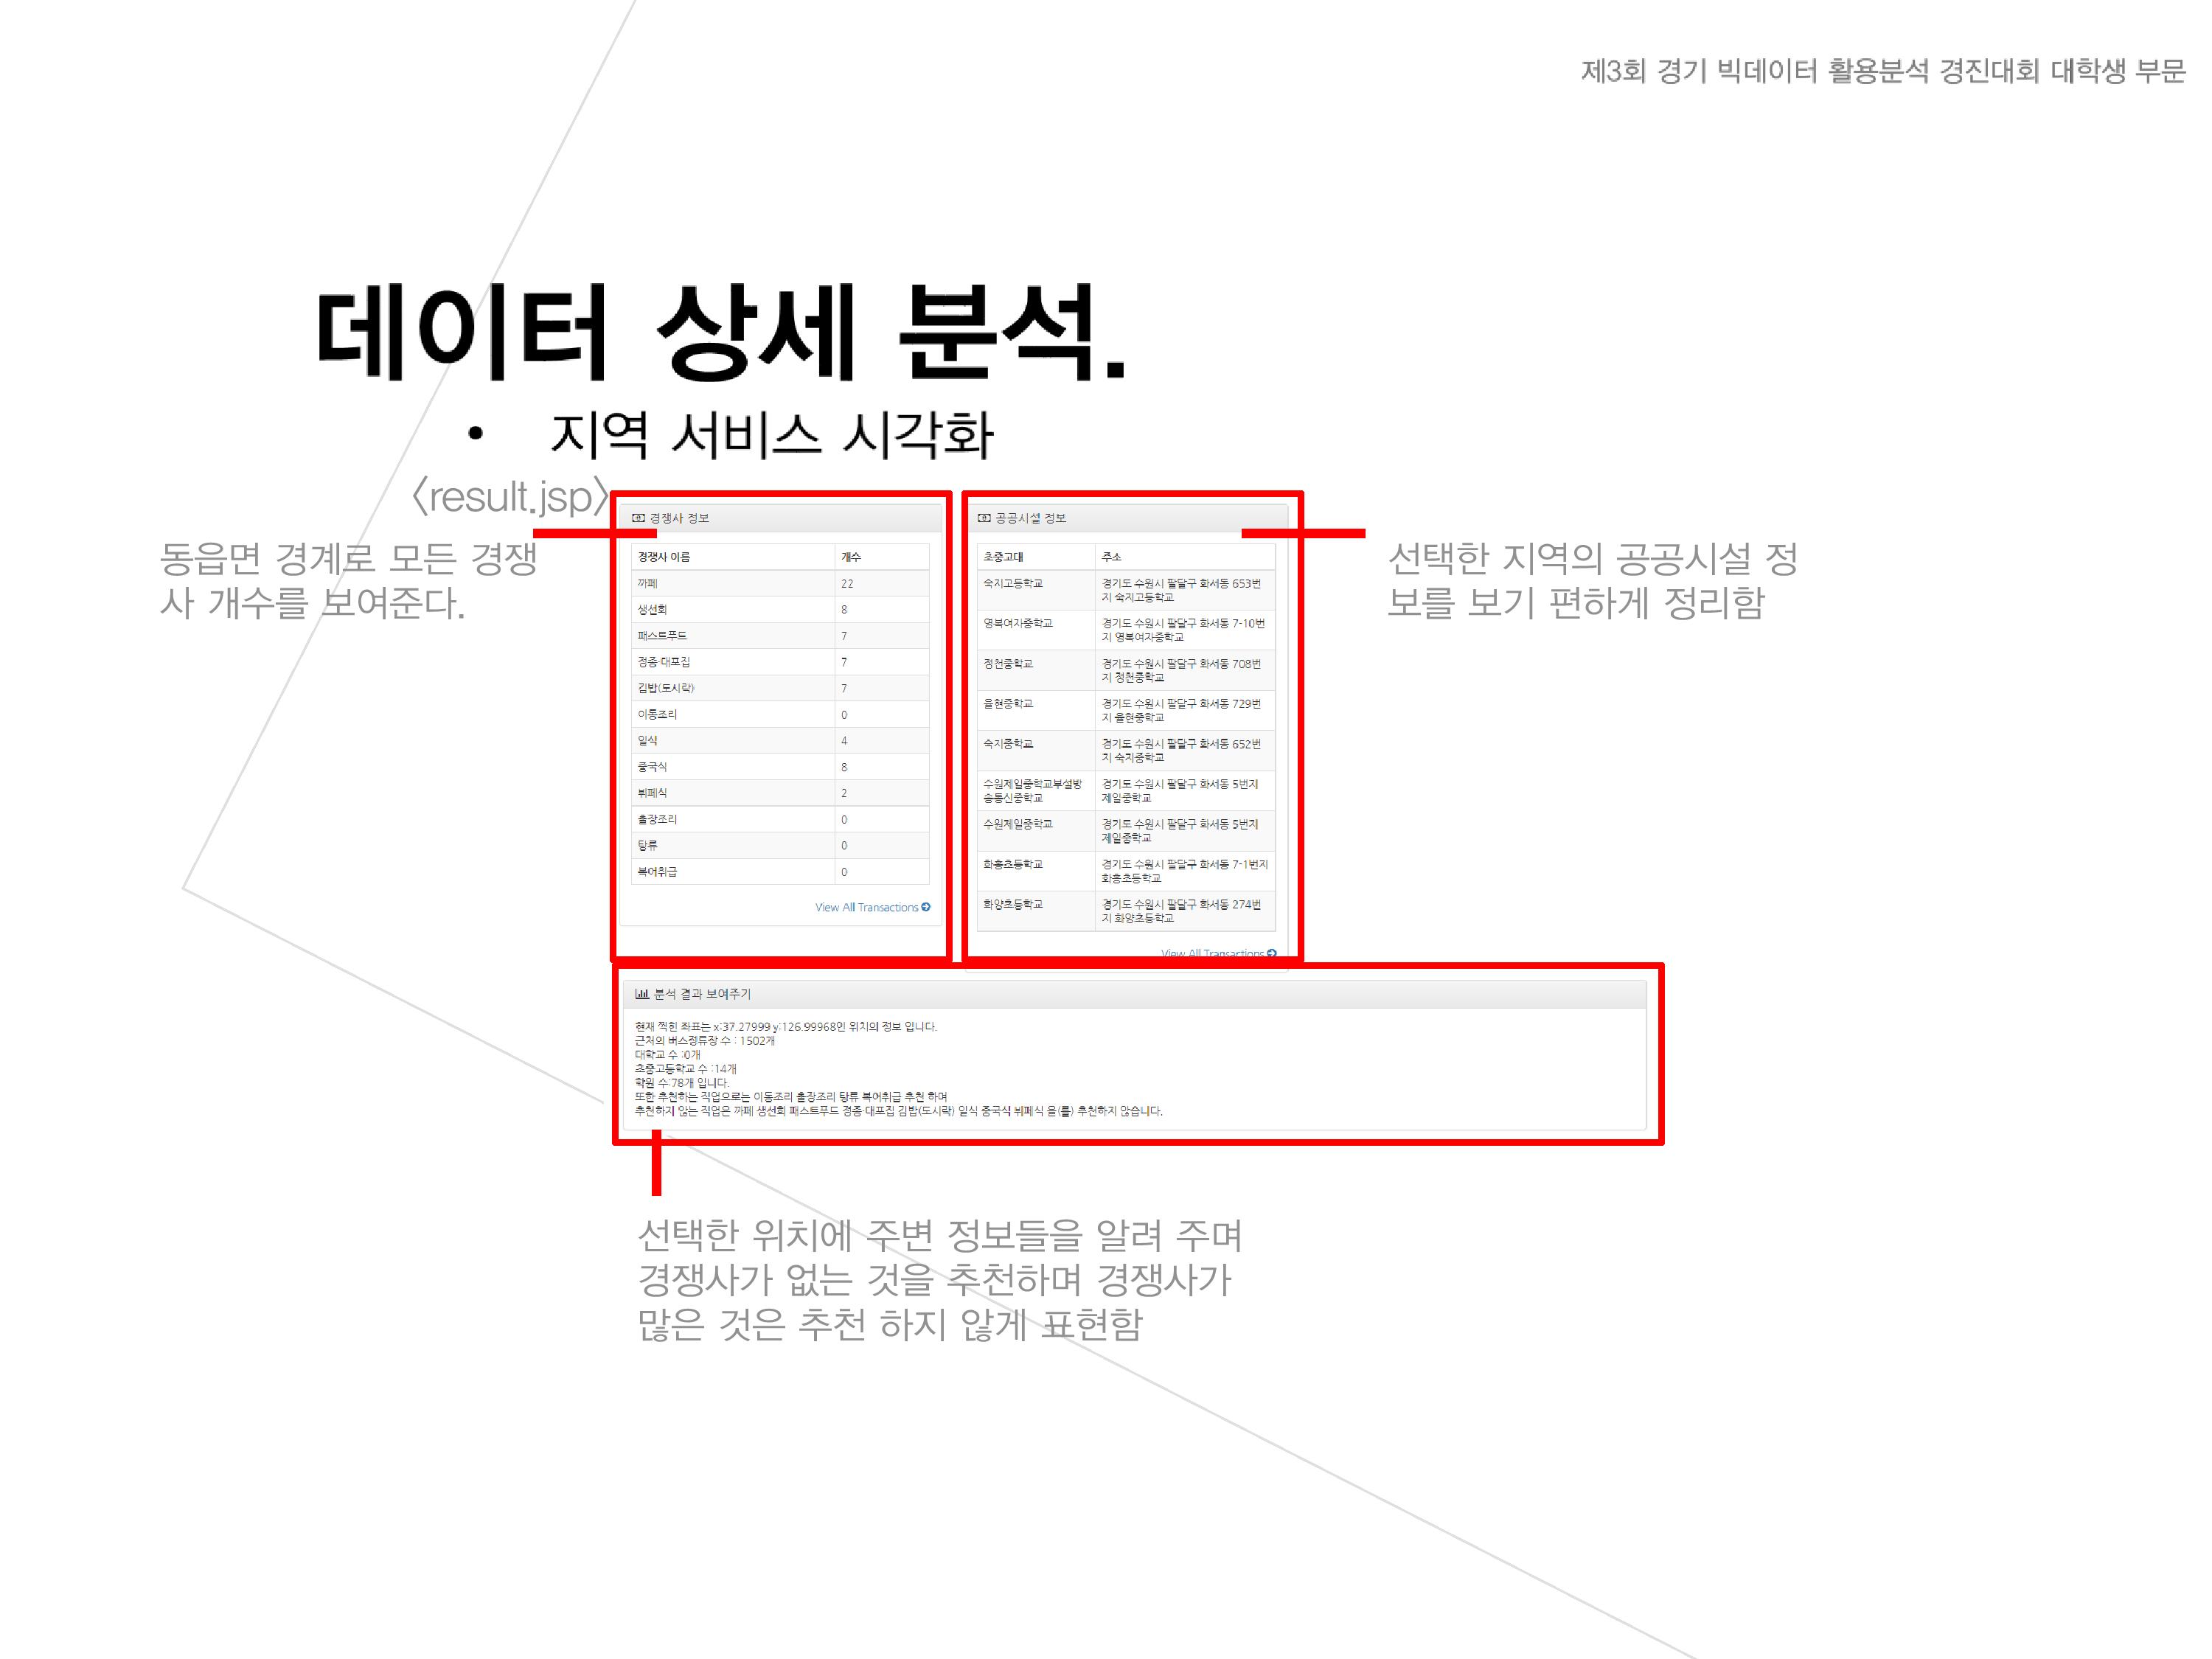 제3회 경기 빅데이터 활용분석 경진대회 대학생 부문
데이터 상세 분석.
• 지역 서비스 시각화
<result.jsp>
동읍면 경계로 모든 경쟁
사 개수를 보여준다.
경쟁사 정보
경쟁사 이름 개수
까페 22
생선회 8
패스트푸드 7
정종·대포집 7
김밥(도시락) 7
이동조리 0
일식 4
중국식 8
뷔페식 2
출장조리 0
탕류 0
복어취급 0
View All Transactions
공공시설 정보
초중고대 주소
숙지고등학교 경기도 수원시 팔달구 화서동 653번
지 숙지고등학교
영복여자중학교 경기도 수원시 팔달구 화서동 7-10번
지 영복여자중학교
정천중학교 경기도 수원시 팔달구 화서동 708번
지 정천중학교
율현중학교 경기도 수원시 팔달구 화서동 729번
지 율현중학교
숙지중학교 경기도 수원시 팔달구 화서동 652번
지 숙지중학교
수원제일중학교부설방
송통신중학교 경기도 수원시 팔달구 화서동 5번지
제일중학교
수원제일중학교 경기도 수원시 팔달구 화서동 5번지
제일중학교
화홍초등학교 경기도 수원시 팔달구 화서동 7-1번지
화홍초등학교
화양초등학교 경기도 수원시 팔달구 화서동 274번
지 화양초등학교
View All Transactions
선택한 지역의 공공시설 정
보를 보기 편하게 정리함
분석 결과 보여주기
현재 찍힌 좌표는 x:37.27999 y:126.99968인 위치의 정보 입니다.
근처의 버스정류장 수 : 1502개
대학교 수 :0개
초중고등학교 수 :14개
학원 수:78개 입니다.
또한 추천하는 직업으로는 이동조리 출장조리 탕류 복어취급 추천 하며
추천하지 않는 직업은 까페 생선회 패스트푸드 정종·대포집 김밥(도시락) 일식 중국식 뷔페식 을(를) 추천하지 않습니다.
선택한 위치에 주변 정보들을 알려 주며
경쟁사가 없는 것을 추천하며 경쟁사가
많은 것은 추천 하지 않게 표현함